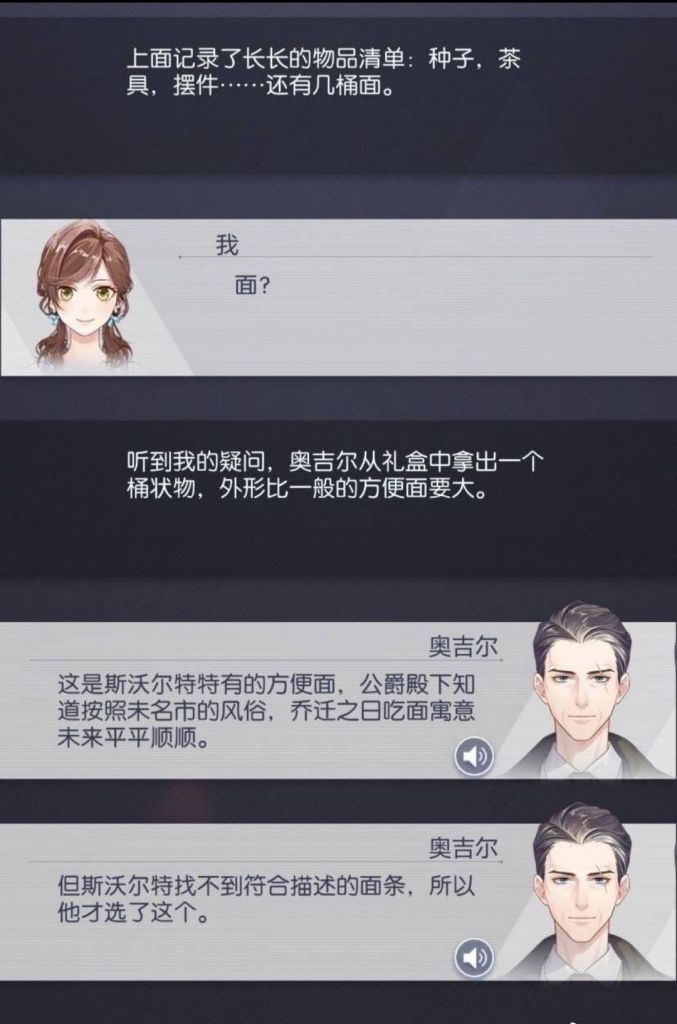 上面记录了长长的物品清单：种子，茶
具，摆件……还有几桶面。
我
面？
听到我的疑问，奥吉尔从礼盒中拿出一个
桶状物，外形比一般的方便面要大。
奥吉尔
这是斯沃尔特特有的方便面，公爵殿下知
道按照未名市的风俗，乔迁之日吃面寓意
未来平平顺顺。
奥吉尔
但斯沃尔特找不到符合描述的面条，所以
他才选了这个。